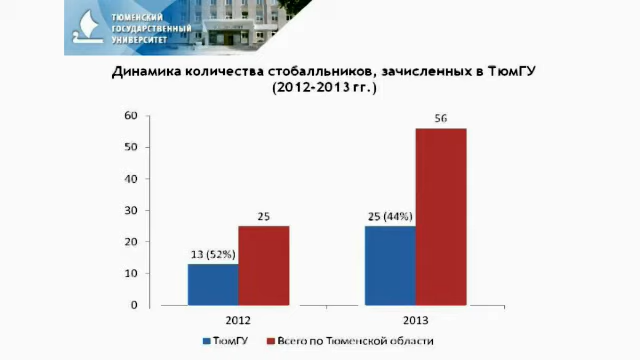 ТЮМЕНСКИЙ
ГОСУДАРСТВЕННЫЙ
УНИВЕРСИТЕТ
Динамика количества стобалльников, зачисленных в ТюмГУ
(2012-2013 гг.)
60
50
40
30
20
10
0
13 (52%)
25
25 (44%)
56
2012
2013
ТюмГУ
Всего по Тюменской области